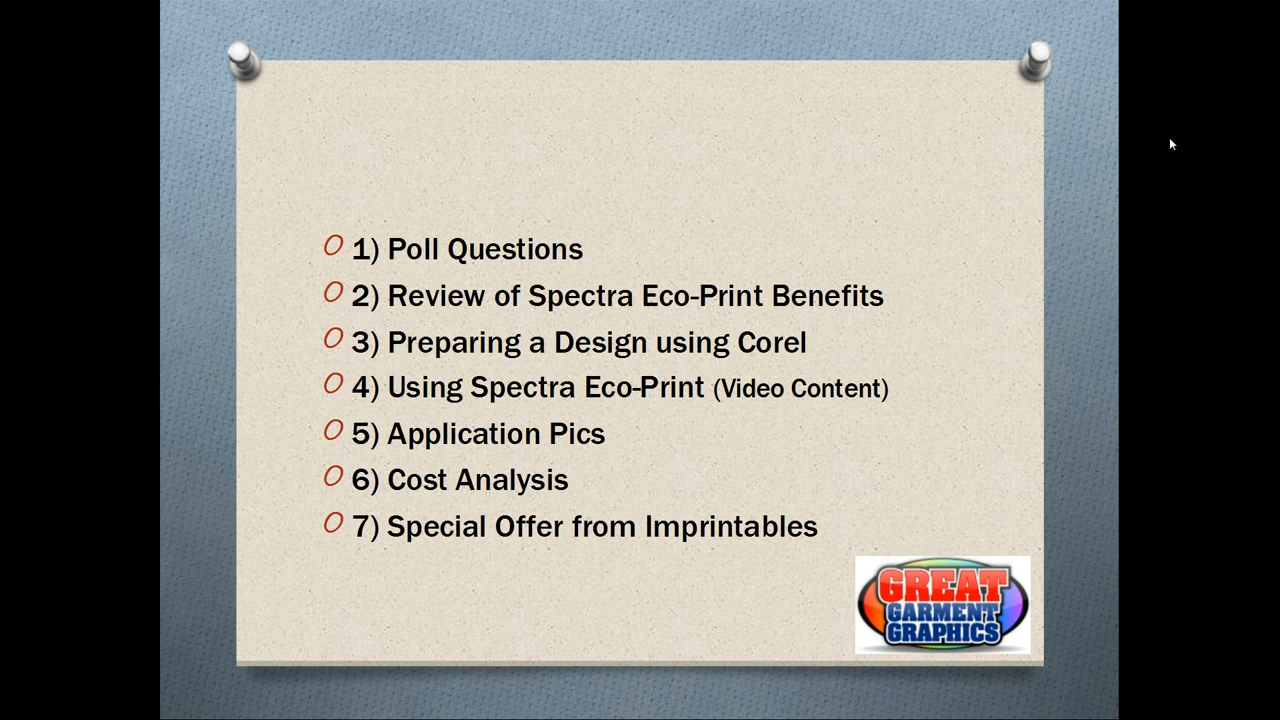 1) Poll Questions
2) Review of Spectra Eco-Print Benefits
3) Preparing a Design using Corel
4) Using Spectra Eco-Print (Video Content)
5) Application Pics
6) Cost Analysis
7) Special Offer from Imprintables
GREAT
GARMENT
GRAPHICS